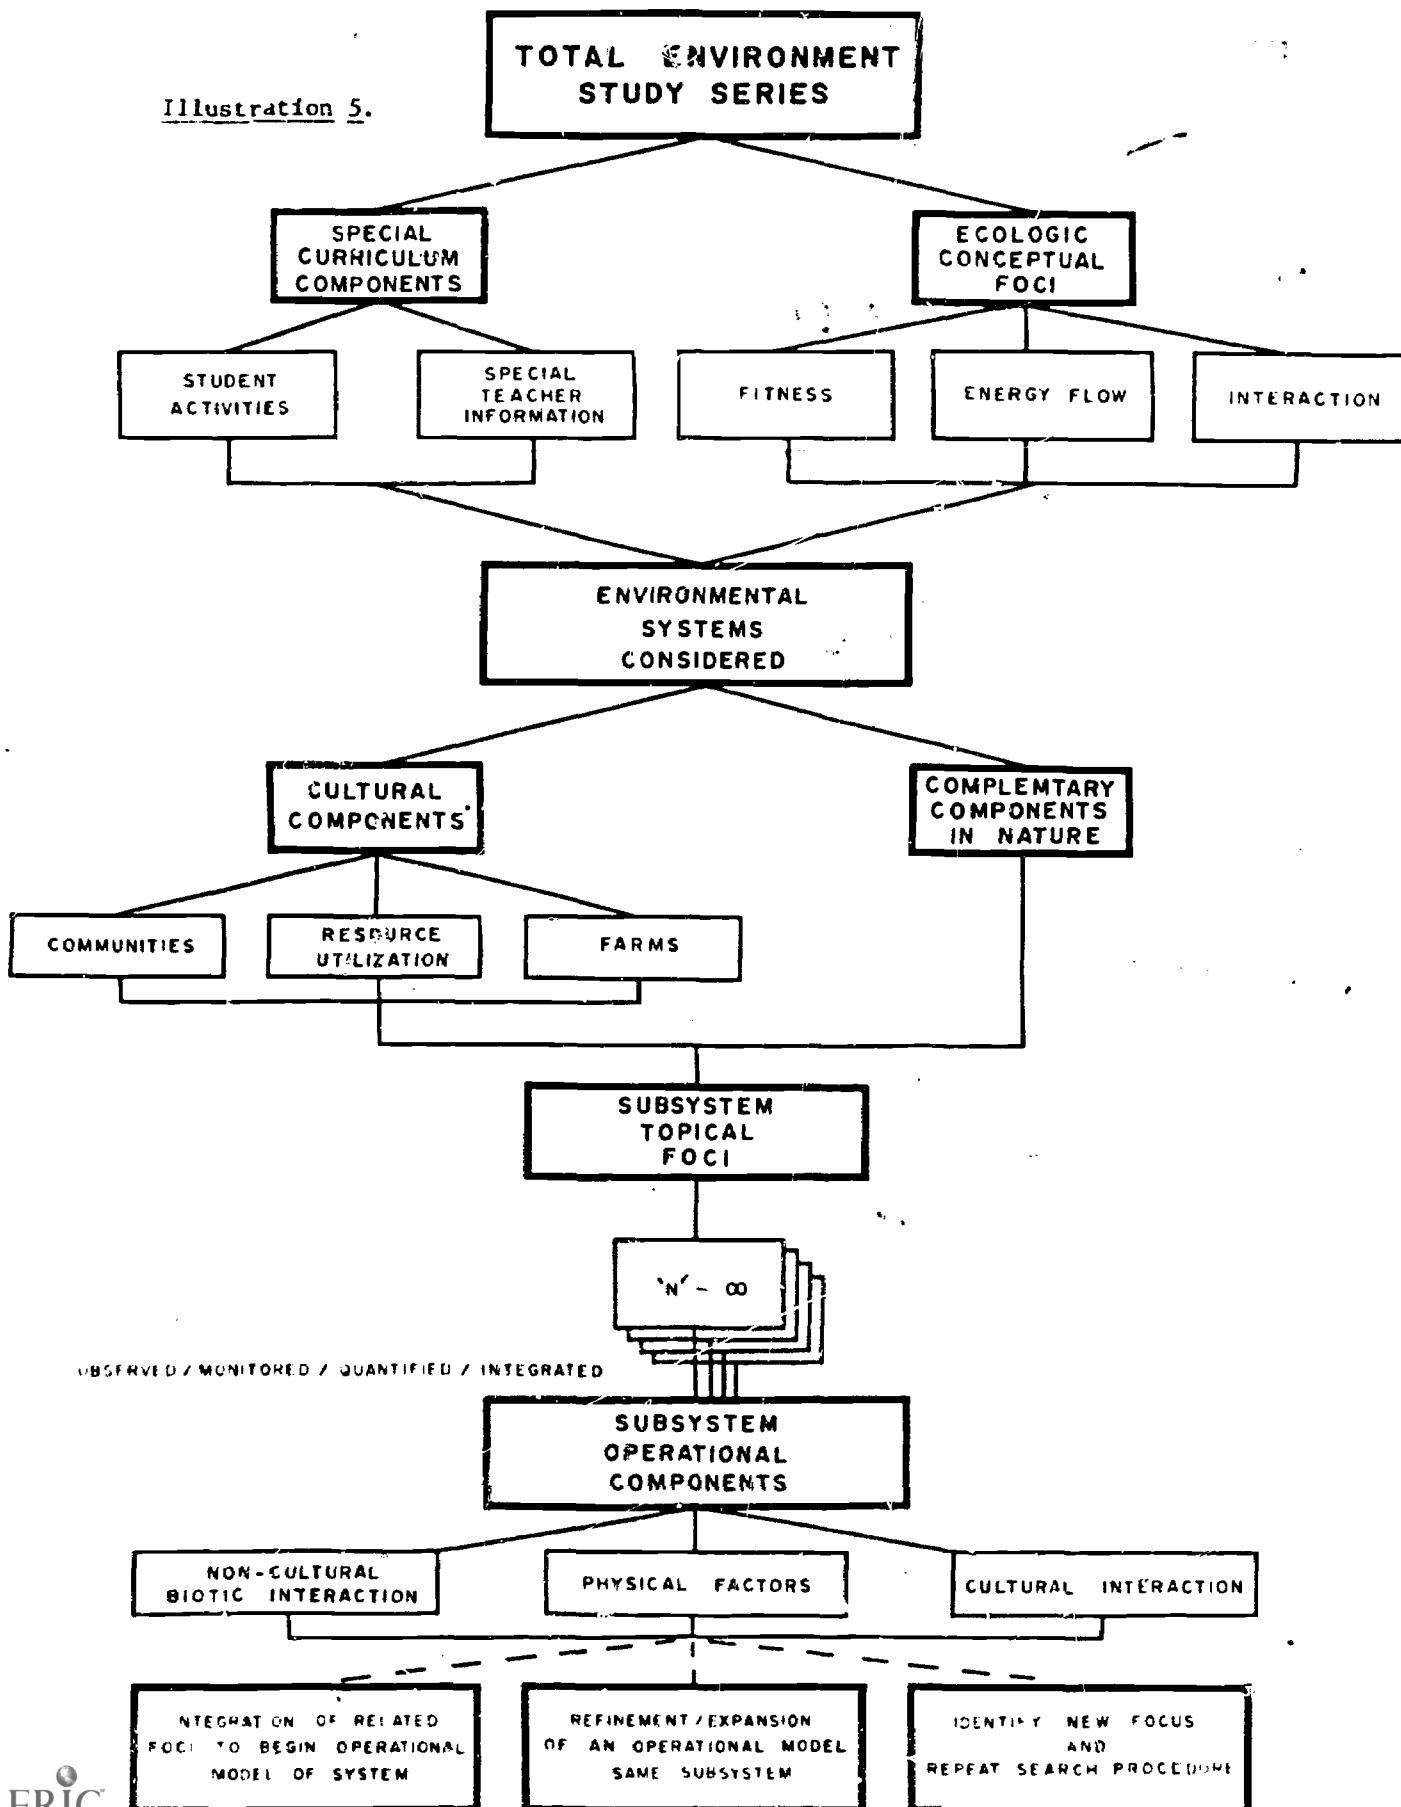 TOTAL ENVIRONMENT
STUDY SERIES
Illustration 5.
SPECIAL
CURRICULUM
COMPONENTS
ECOLOGIC
CONCEPTUAL
FOCI
STUDENT
ACTIVITIES
SPECIAL
TEACHER
INFORMATION
FITNESS
ENERGY FLOW
INTERACTION
ENVIRONMENTAL
SYSTEMS
CONSIDERED
CULTURAL
COMPONENTS
COMPLEMTARY
COMPONENTS
IN NATURE
COMMUNITIES
RESOURCE
UTILIZATION
FARMS
SUBSYSTEM
TOPICAL
FOCI
'N' - ∞
OBSERVED / MONITORED / QUANTIFIED / INTEGRATED
SUBSYSTEM
OPERATIONAL
COMPONENTS
NON-CULTURAL
BIOTIC INTERACTION
PHYSICAL FACTORS
CULTURAL INTERACTION
INTEGRATION OF RELATED
FOCI TO BEGIN OPERATIONAL
MODEL OF SYSTEM
REFINEMENT / EXPANSION
OF AN OPERATIONAL MODEL
SAME SUBSYSTEM
IDENTIFY NEW FOCUS
AND
REPEAT SEARCH PROCEDURE
ERIC